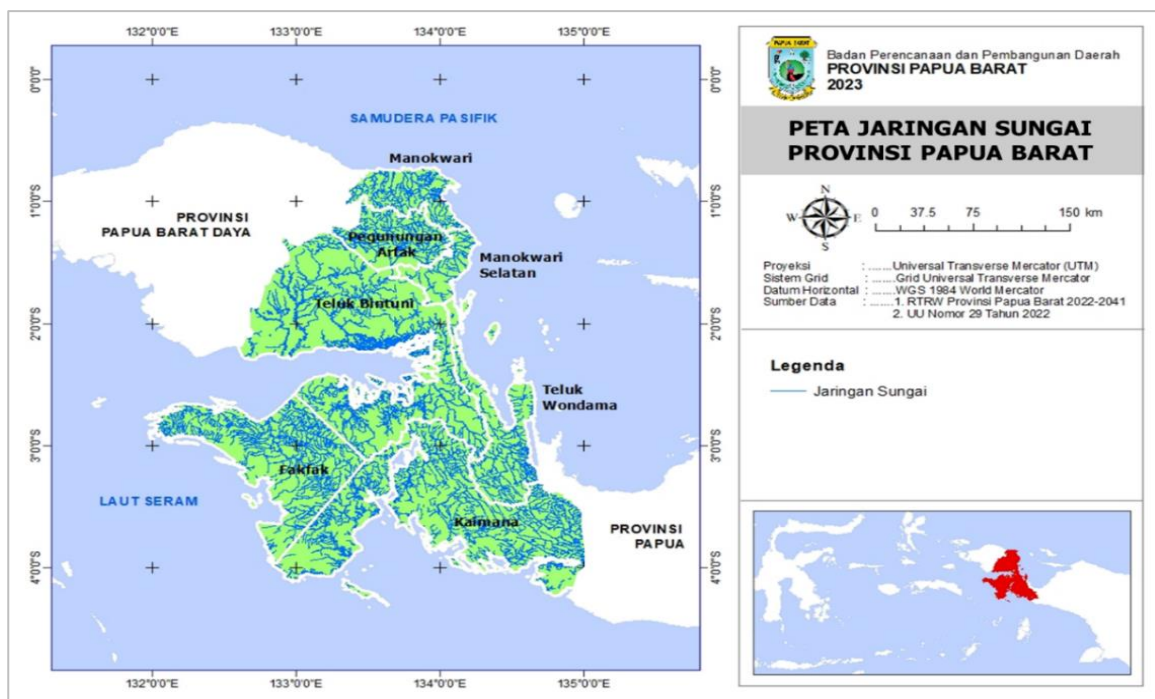 132°0'0"E 133°0'0"E 134°0'0"E 135°0'0"E
0°0'
1°0'0"S
2°0'0"S
3°0'0"S
4°0'0"S
SAMUDERA PASIFIK
Manokwari
PROVINSI
PAPUA BARAT DAYA
Pegunungan
Arfak
Manokwari
Selatan
Teluk Bintuni
Teluk
Wondama
Fakfak
LAUT SERAM
Kaimana
PROVINSI
PAPUA
0°0'
1°0'0"S
2°0'0"S
3°0'0"S
4°0'0"S
132°0'0"E 133°0'0"E 134°0'0"E 135°0'0"E
PAPUA BARAT
Badan Perencanaan dan Pembangunan Daerah
PROVINSI PAPUA BARAT
2023
PETA JARINGAN SUNGAI
PROVINSI PAPUA BARAT
N
W E
S
0 37.5 75 150 km
Proyeksi : ......Universal Transverse Mercator (UTM)
Sistem Grid : ......Grid Universal Transverse Mercator
Datum Horizontal : ......WGS 1984 World Mercator
Sumber Data : ......1. RTRW Provinsi Papua Barat 2022-2041
2. UU Nomor 29 Tahun 2022
Legenda
Jaringan Sungai